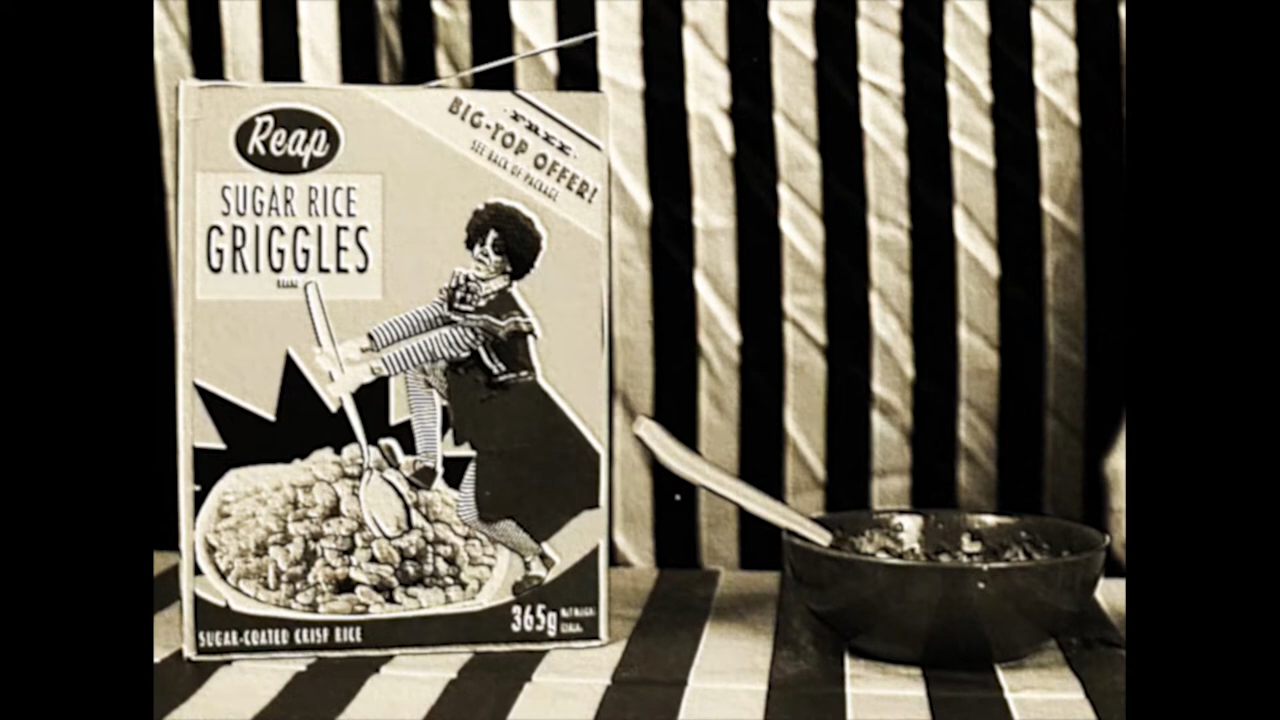 Reap
SUGAR RICE
GRIGGLES
FREE
BIG-TOP OFFER!
SEE BACK OF PACKAGE
SUGAR-COATED CRISP RICE
365g